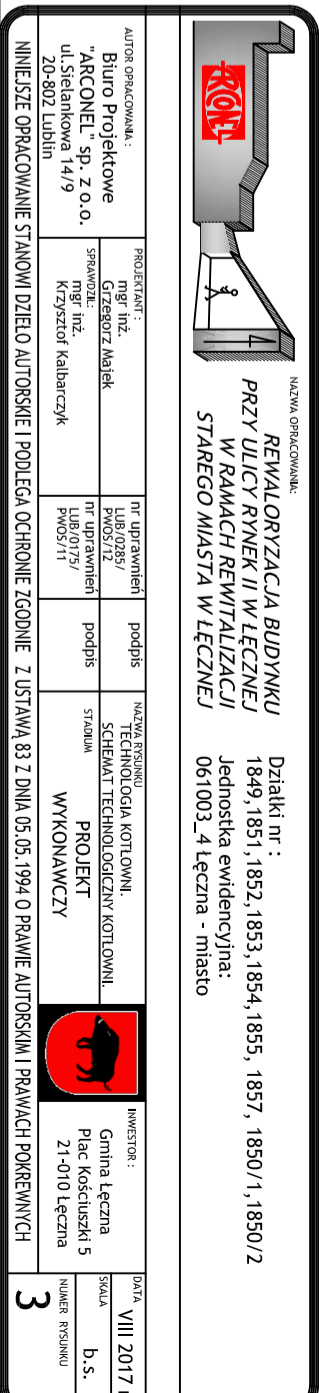 ARCONEL
NAZWA OPRACOWANIA:
REWALORYZACJA BUDYNKU
PRZY ULICY RYNEK II W ŁĘCZNEJ
W RAMACH REWITALIZACJI
STAREGO MIASTA W ŁĘCZNEJ
Działki nr :
1849,1851,1852,1853,1854,1855, 1857, 1850/1,1850/2
Jednostka ewidencyjna:
061003_4 Łęczna - miasto
AUTOR OPRACOWANIA :
Biuro Projektowe
"ARCONEL" sp. z o.o.
ul.Sielankowa 14/9
20-802 Lublin
PROJEKTANT :
mgr inż.
Grzegorz Majek
nr uprawnień
LUB/0285/
PWOS/12
podpis
SPRAWDZIŁ:
mgr inż.
Krzysztof Kalbarczyk
nr uprawnień
LUB/0175/
PWOS/11
podpis
NAZWA RYSUNKU
TECHNOLOGIA KOTŁOWNI.
SCHEMAT TECHNOLOGICZNY KOTŁOWNI.
STADIUM
PROJEKT
WYKONAWCZY
INWESTOR :
Gmina Łęczna
Plac Kościuszki 5
21-010 Łęczna
DATA
VIII 2017 r
SKALA
b.s.
NUMER RYSUNKU
3
NINIEJSZE OPRACOWANIE STANOWI DZIEŁO AUTORSKIE I PODLEGA OCHRONIE ZGODNIE Z USTAWĄ 83 Z DNIA 05.05.1994 O PRAWIE AUTORSKIM I PRAWACH POKREWNYCH